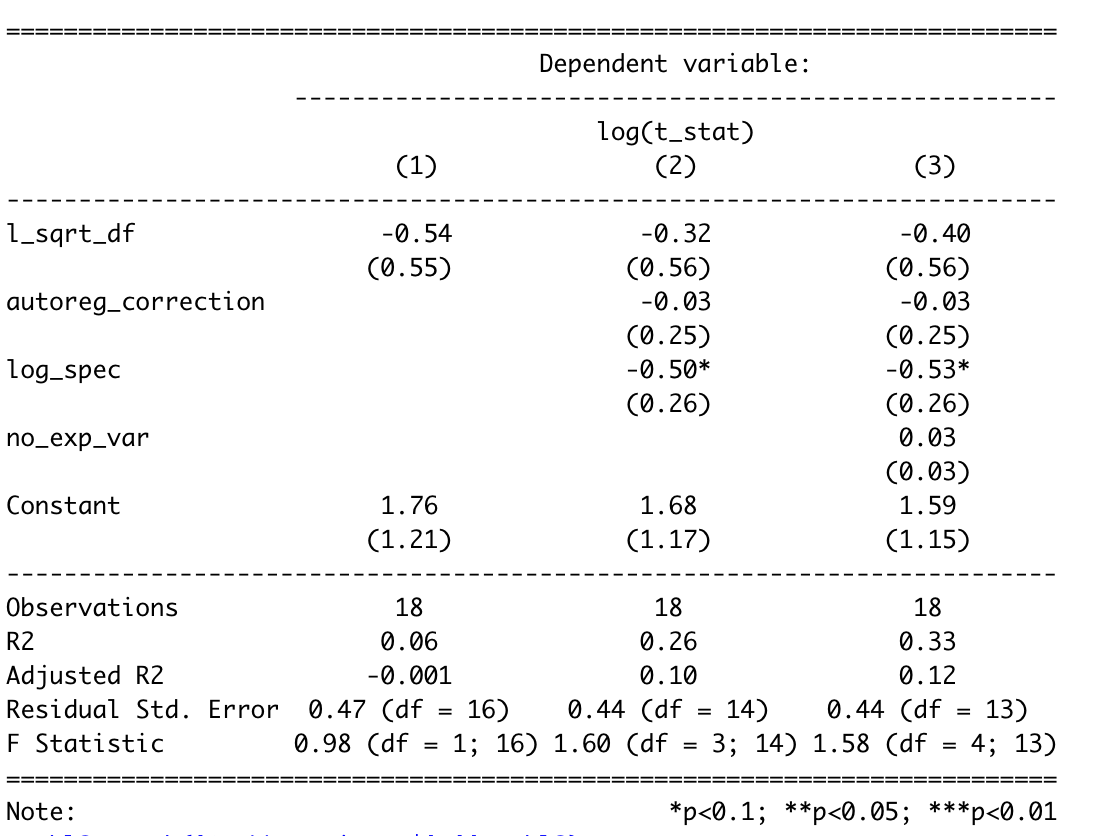 =========================================================================
Dependent variable:
-----------------------------------------------------
log(t_stat)
(1) (2) (3)
-------------------------------------------------------------------------
l_sqrt_df -0.54 -0.32 -0.40
(0.55) (0.56) (0.56)
autoreg_correction -0.03 -0.03
(0.25) (0.25)
log_spec -0.50* -0.53*
(0.26) (0.26)
no_exp_var 0.03
(0.03)
Constant 1.76 1.68 1.59
(1.21) (1.17) (1.15)
-------------------------------------------------------------------------
Observations 18 18 18
R2 0.06 0.26 0.33
Adjusted R2 -0.001 0.10 0.12
Residual Std. Error 0.47 (df = 16) 0.44 (df = 14) 0.44 (df = 13)
F Statistic 0.98 (df = 1; 16) 1.60 (df = 3; 14) 1.58 (df = 4; 13)
=========================================================================
Note: *p<0.1; **p<0.05; ***p<0.01